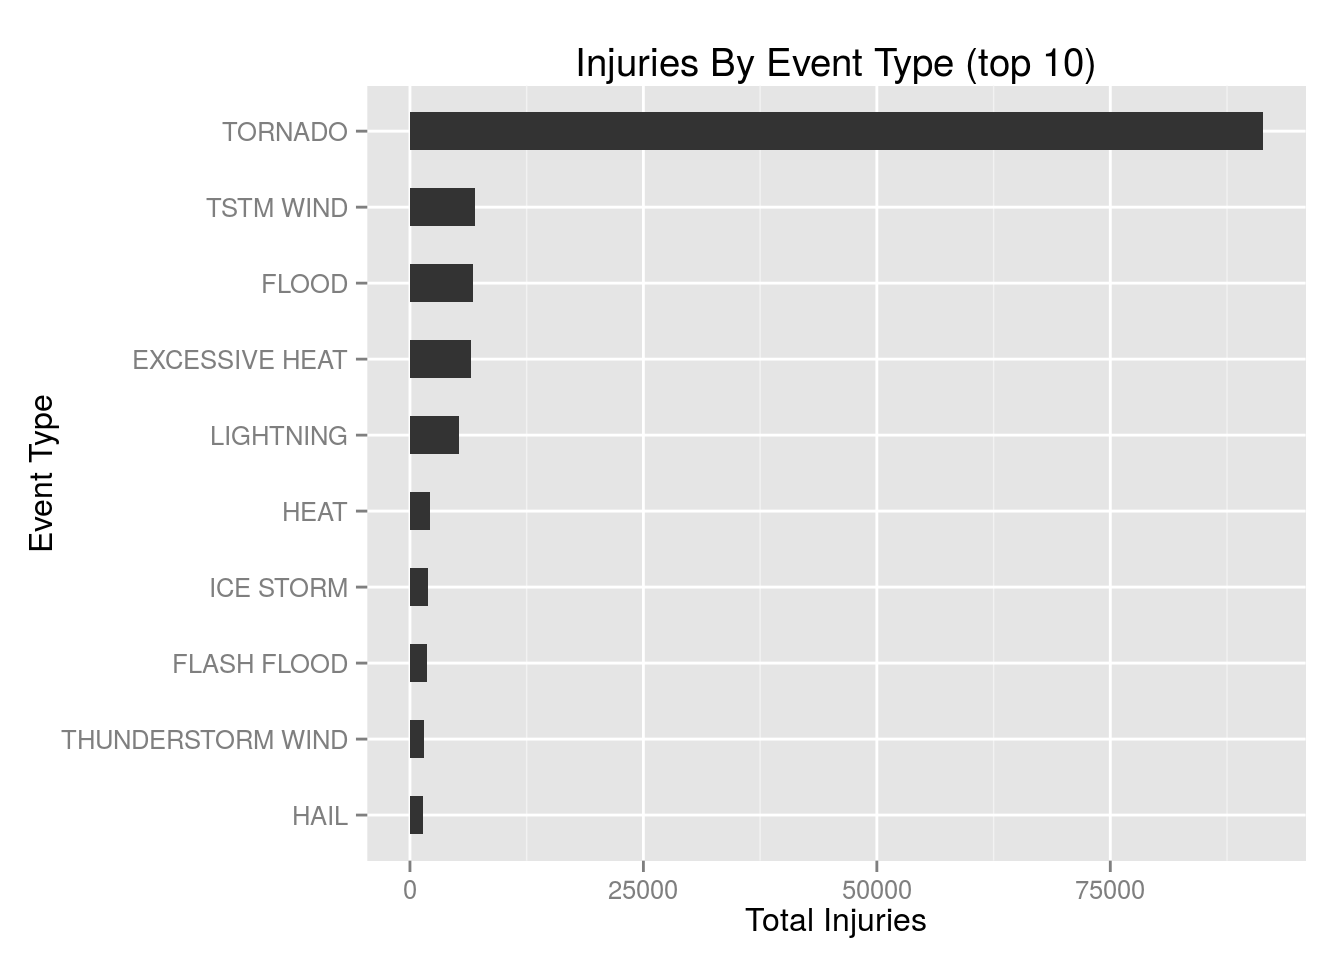 Injuries By Event Type (top 10)
Event Type
TORNADO
TSTM WIND
FLOOD
EXCESSIVE HEAT
LIGHTNING
HEAT
ICE STORM
FLASH FLOOD
THUNDERSTORM WIND
HAIL
0 25000 50000 75000
Total Injuries